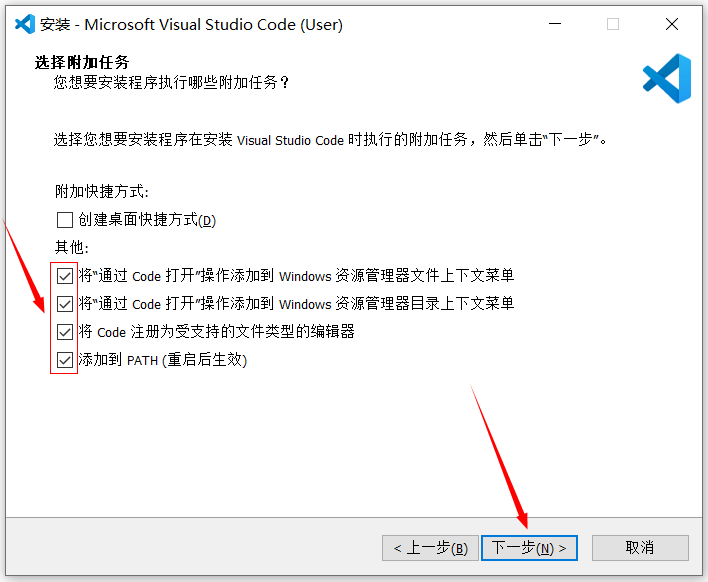 安装 - Microsoft Visual Studio Code (User)
选择附加任务
您想要安装程序执行哪些附加任务？
选择您想要安装程序在安装 Visual Studio Code 时执行的附加任务，然后单击“下一步”。
附加快捷方式:
创建桌面快捷方式(D)
其他:
将“通过 Code 打开”操作添加到 Windows 资源管理器文件上下文菜单
将“通过 Code 打开”操作添加到 Windows 资源管理器目录上下文菜单
将 Code 注册为受支持的文件类型的编辑器
添加到 PATH (重启后生效)
< 上一步(B) 下一步(N) > 取消